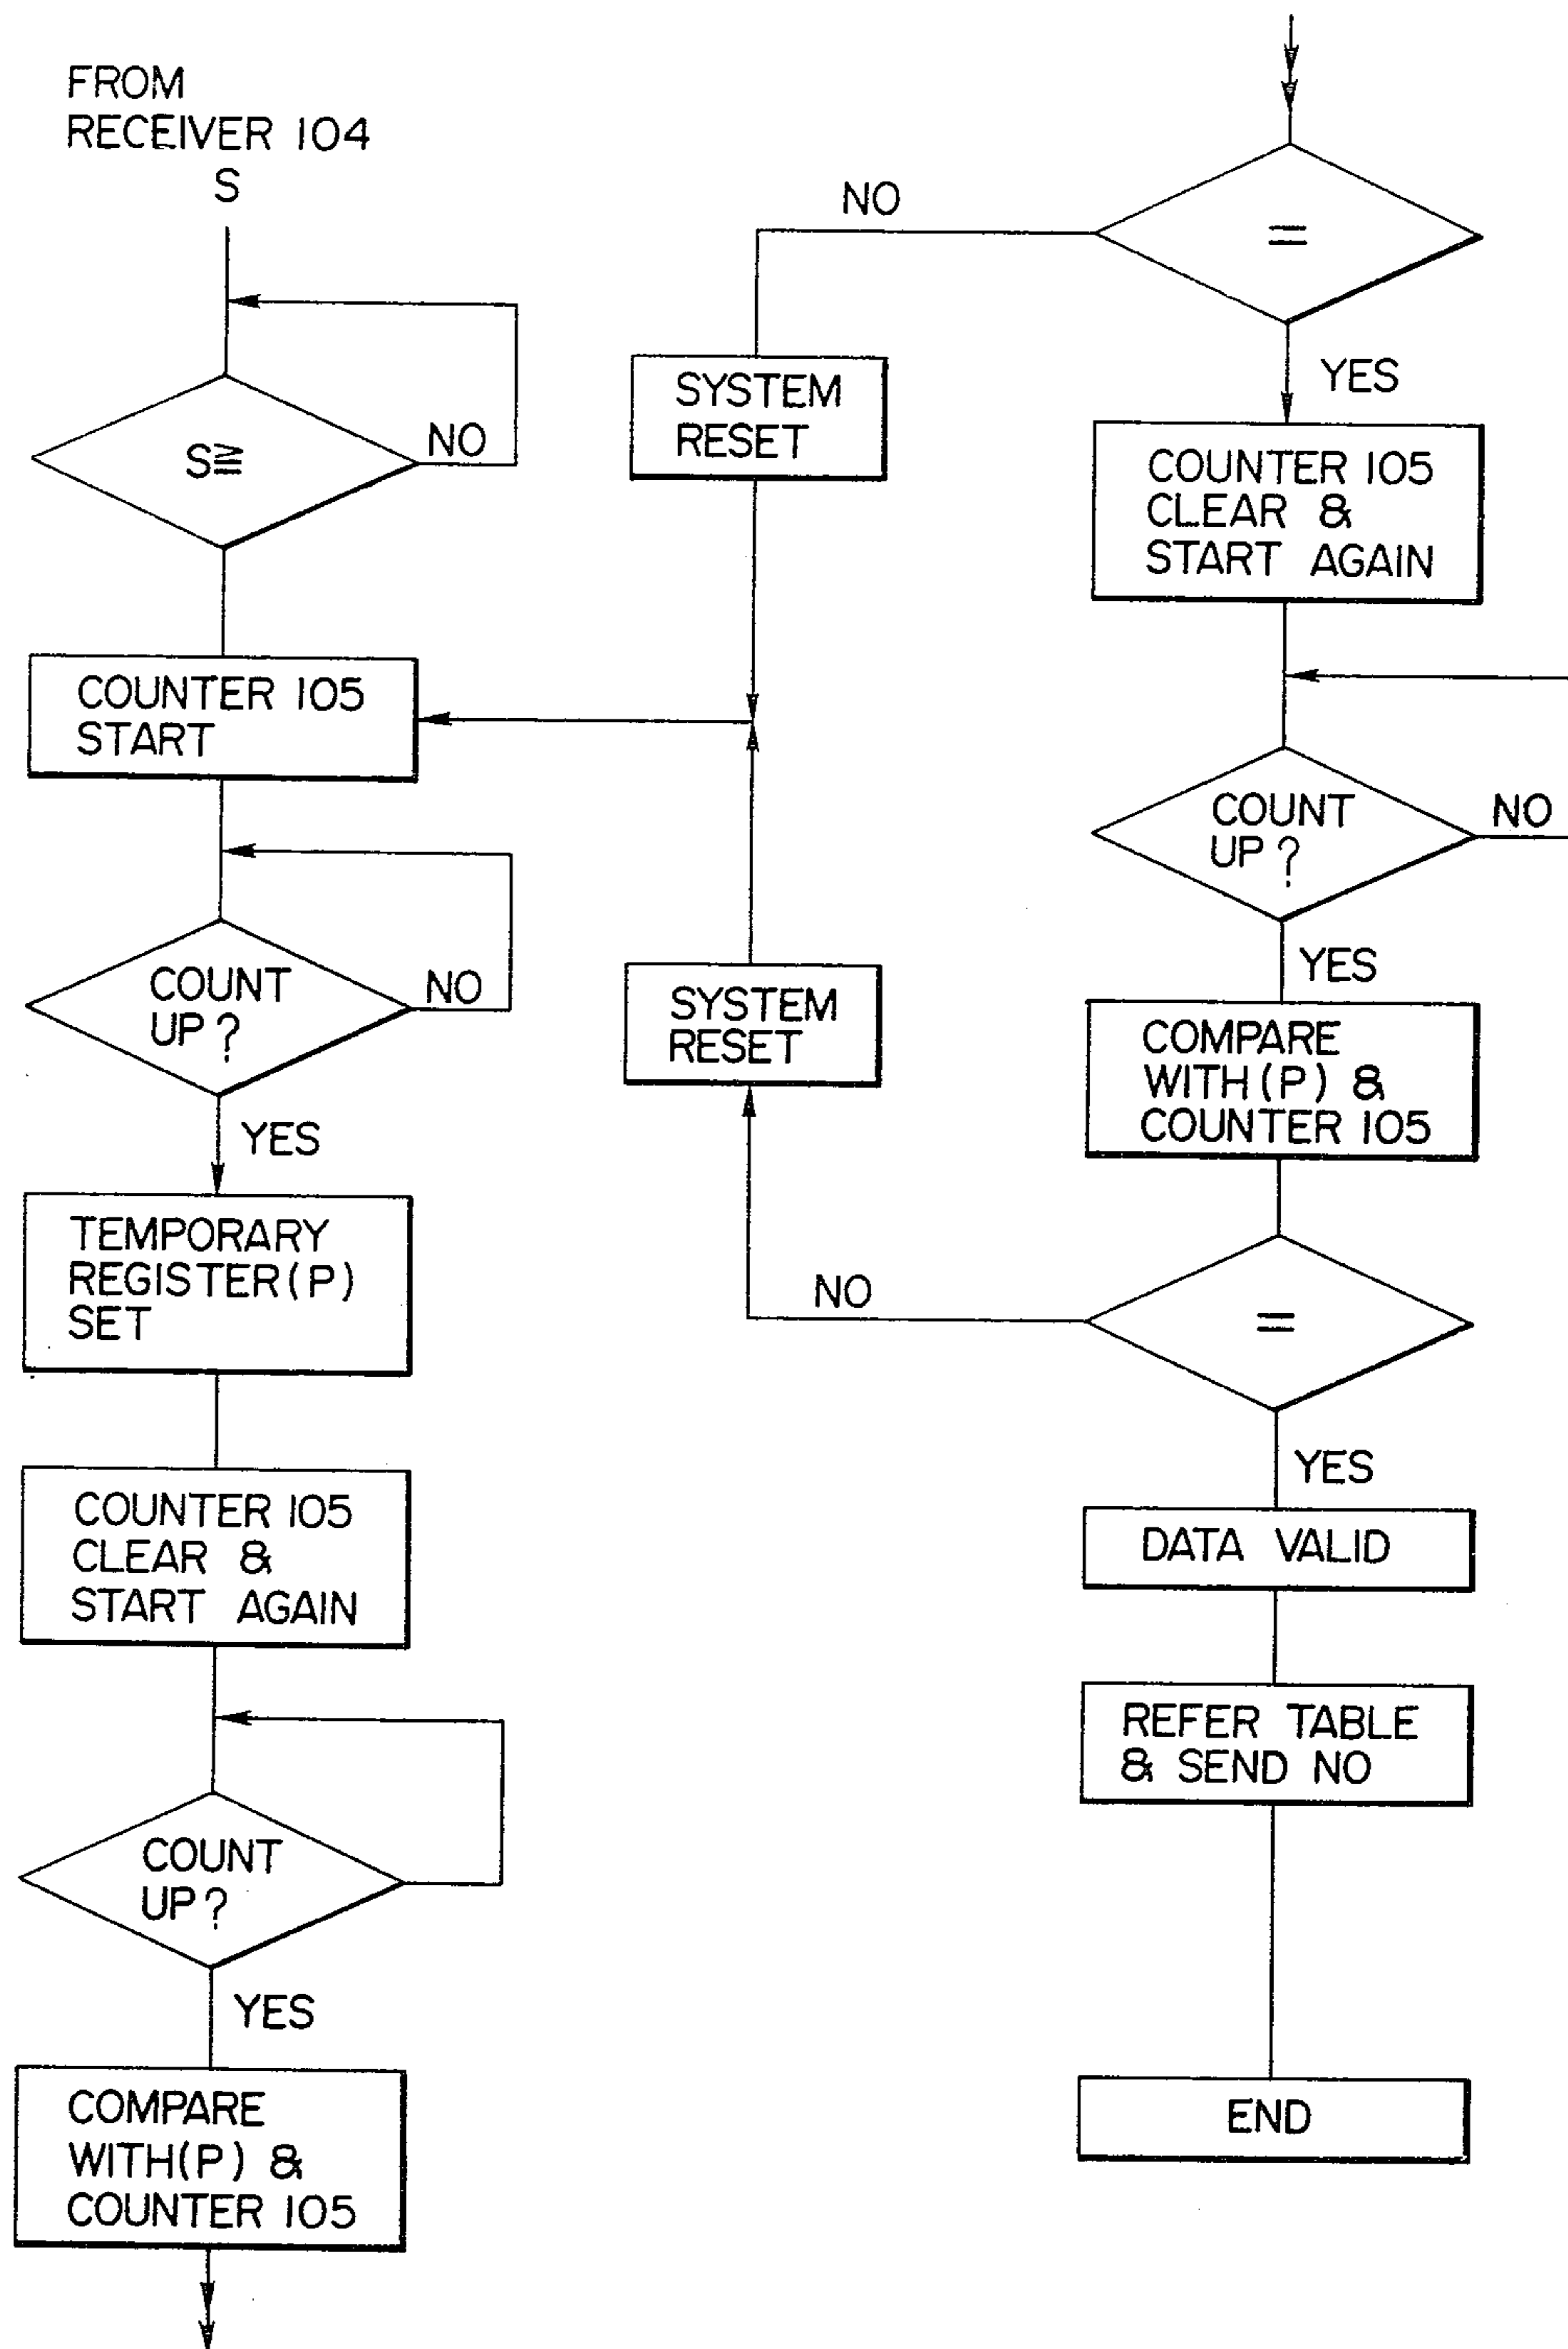 FROM
RECEIVER 104
S
S≧
NO
COUNTER 105
START
COUNT
UP?
NO
YES
TEMPORARY
REGISTER(P)
SET
COUNTER 105
CLEAR &
START AGAIN
COUNT
UP?
YES
COMPARE
WITH(P) &
COUNTER 105
NO
SYSTEM
RESET
SYSTEM
RESET
NO
=
YES
COUNTER 105
CLEAR &
START AGAIN
COUNT
UP?
NO
YES
COMPARE
WITH(P) &
COUNTER 105
=
YES
DATA VALID
REFER TABLE
& SEND NO
END